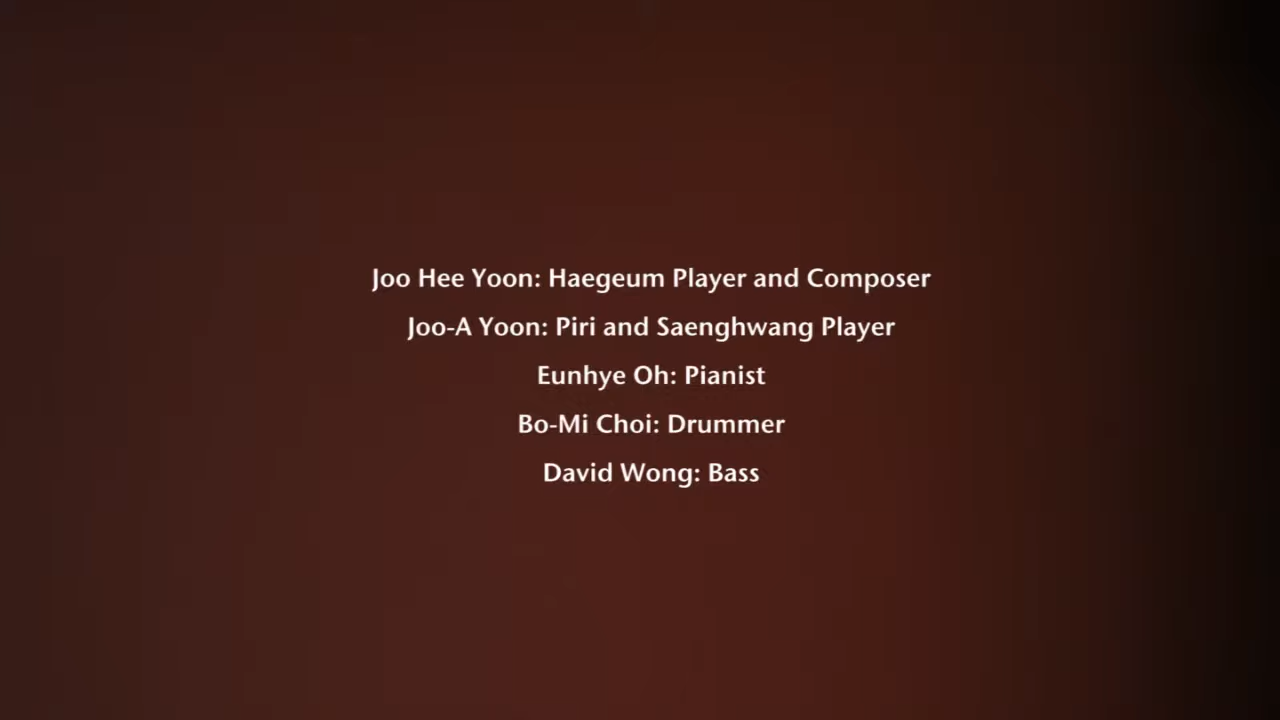 Joo Hee Yoon: Haegeum Player and Composer
Joo-A Yoon: Piri and Saenghwang Player
Eunhye Oh: Pianist
Bo-Mi Choi: Drummer
David Wong: Bass